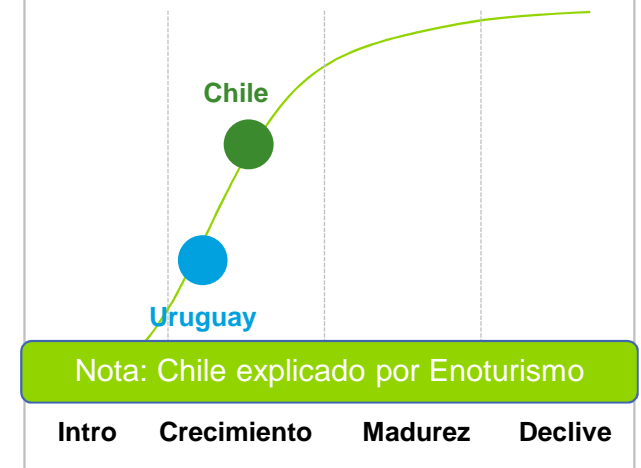 Chile
Uruguay
Nota: Chile explicado por Enoturismo
Intro Crecimiento Madurez Declive